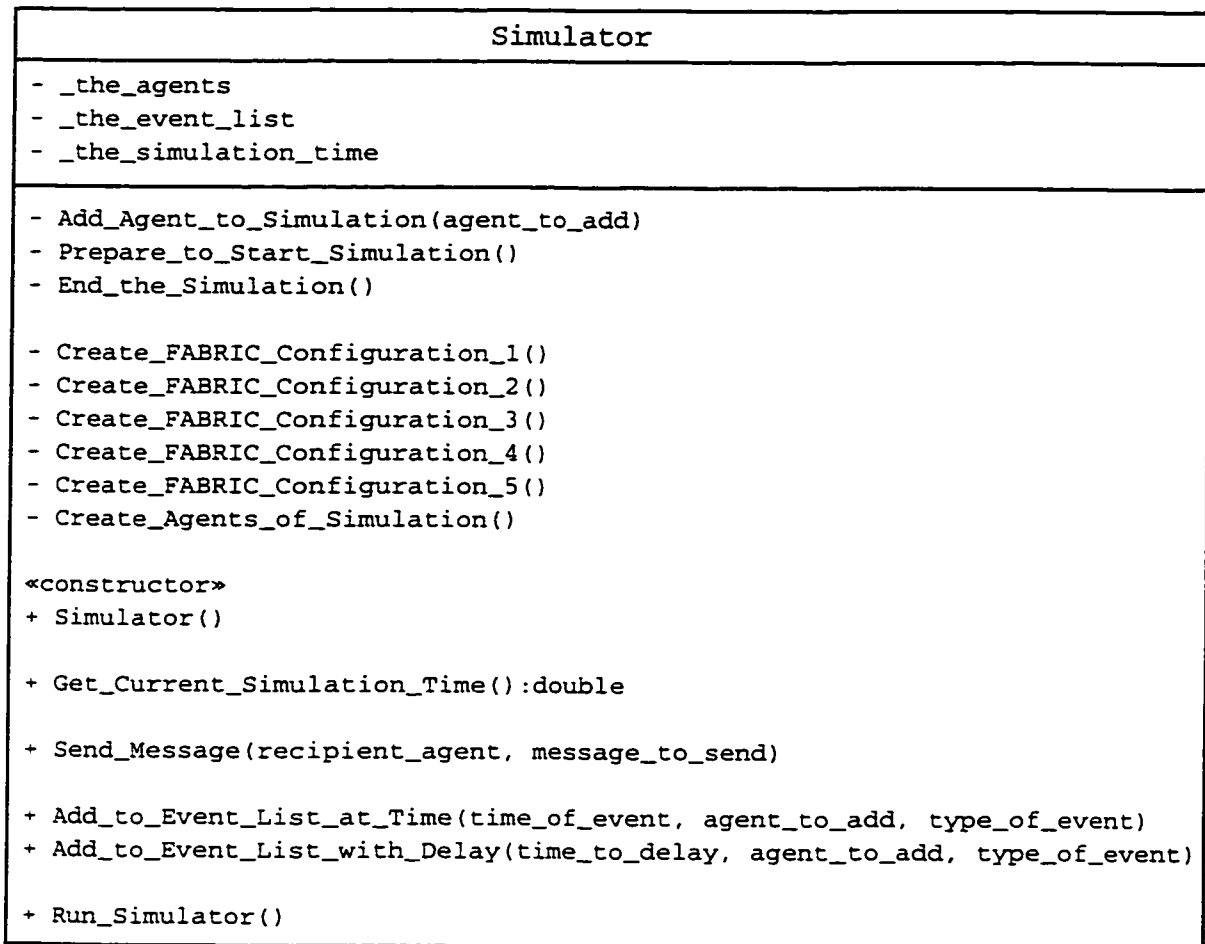 Simulator
- _the_agents
- _the_event_list
- _the_simulation_time
- Add_Agent_to_Simulation(agent_to_add)
- Prepare_to_Start_Simulation()
- End_the_Simulation()
- Create_FABRIC_Configuration_1()
- Create_FABRIC_Configuration_2()
- Create_FABRIC_Configuration_3()
- Create_FABRIC_Configuration_4()
- Create_FABRIC_Configuration_5()
- Create_Agents_of_Simulation()
«constructor»
+ Simulator()
+ Get_Current_Simulation_Time():double
+ Send_Message(recipient_agent, message_to_send)
+ Add_to_Event_List_at_Time(time_of_event, agent_to_add, type_of_event)
+ Add_to_Event_List_with_Delay(time_to_delay, agent_to_add, type_of_event)
+ Run_Simulator()